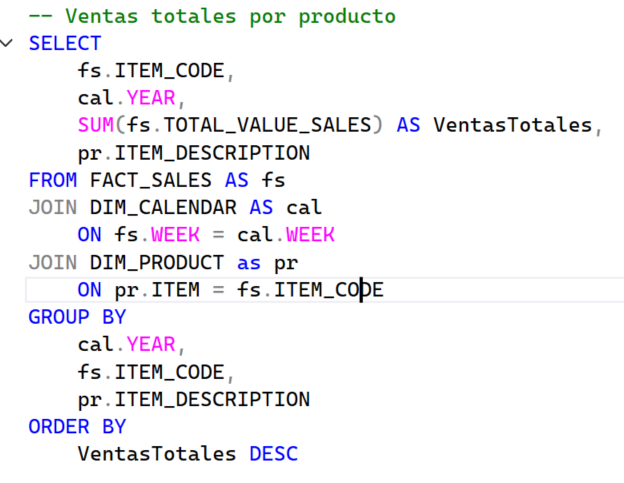 -- Ventas totales por producto
SELECT
    fs.ITEM_CODE,
    cal.YEAR,
    SUM(fs.TOTAL_VALUE_SALES) AS VentasTotales,
    pr.ITEM_DESCRIPTION
FROM FACT_SALES AS fs
JOIN DIM_CALENDAR AS cal
    ON fs.WEEK = cal.WEEK
JOIN DIM_PRODUCT as pr
    ON pr.ITEM = fs.ITEM_CODE
GROUP BY
    cal.YEAR,
    fs.ITEM_CODE,
    pr.ITEM_DESCRIPTION
ORDER BY
    VentasTotales DESC